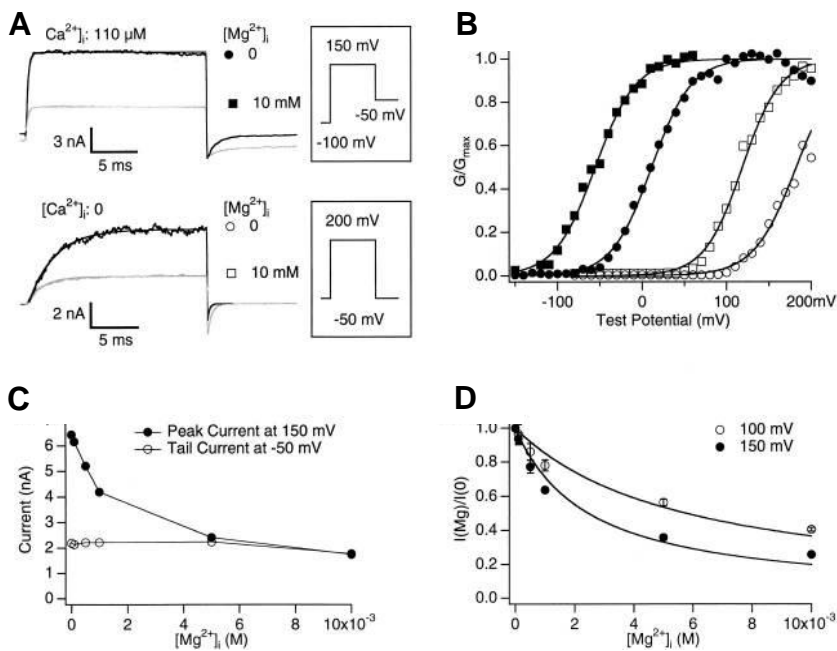 A
Ca²⁺]ᵢ: 110 µM
[Mg²⁺]ᵢ
0
10 mM
3 nA
5 ms
150 mV
-50 mV
-100 mV
[Ca²⁺]ᵢ: 0
[Mg²⁺]ᵢ
0
10 mM
2 nA
5 ms
200 mV
-50 mV
B
1.0
0.8
0.6
0.4
0.2
0.0
G/Gmax
-100
0
100
200mV
Test Potential (mV)
C
Peak Current at 150 mV
Tail Current at -50 mV
6
5
4
3
2
1
0
Current (nA)
0
2
4
6
8
10x10⁻³
[Mg²⁺]ᵢ (M)
D
100 mV
150 mV
1.0
0.8
0.6
0.4
0.2
0.0
I(Mg)/I(0)
0
2
4
6
8
10x10⁻³
[Mg²⁺]ᵢ (M)